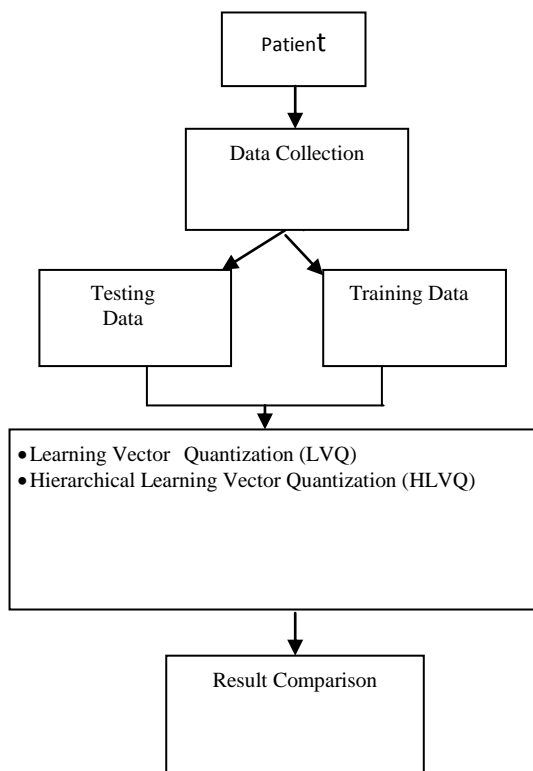 Patient
Data Collection
Testing
Data
Training Data
•Learning Vector Quantization (LVQ)
•Hierarchical Learning Vector Quantization (HLVQ)
Result Comparison